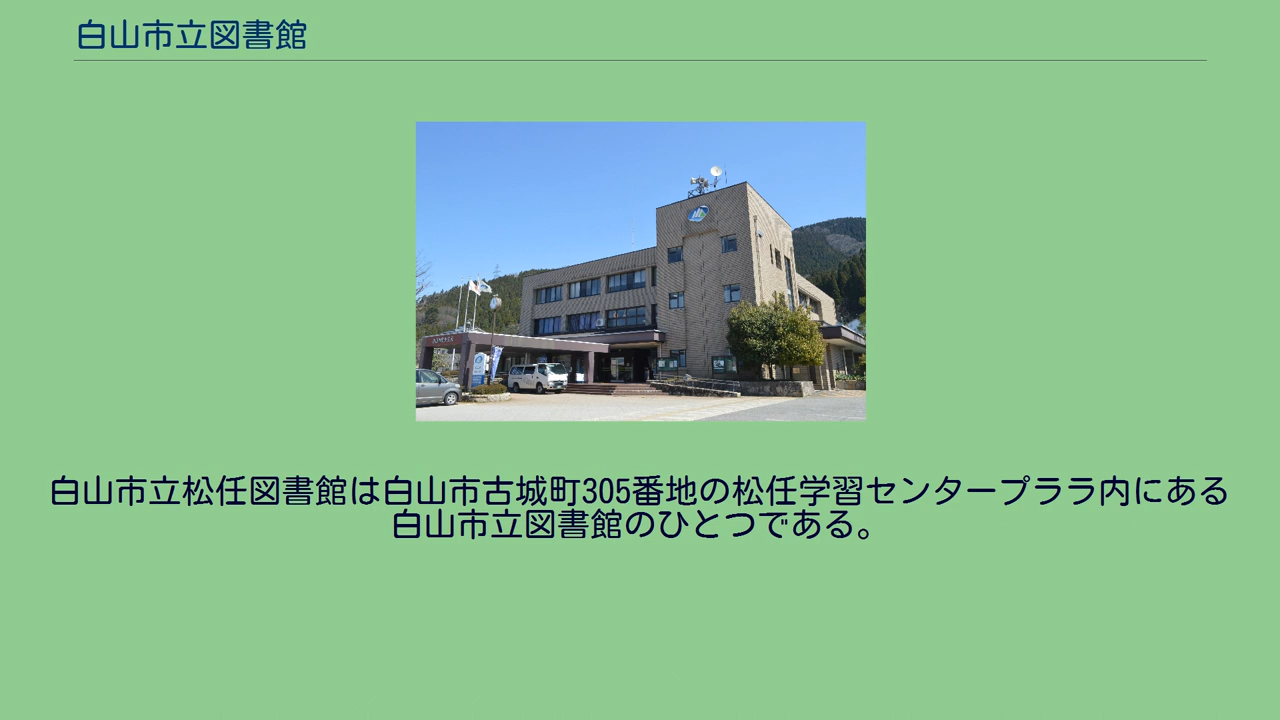 白山市立図書館
白山市立松任図書館は白山市古城町305番地の松任学習センタープララ内にある
白山市立図書館のひとつである。